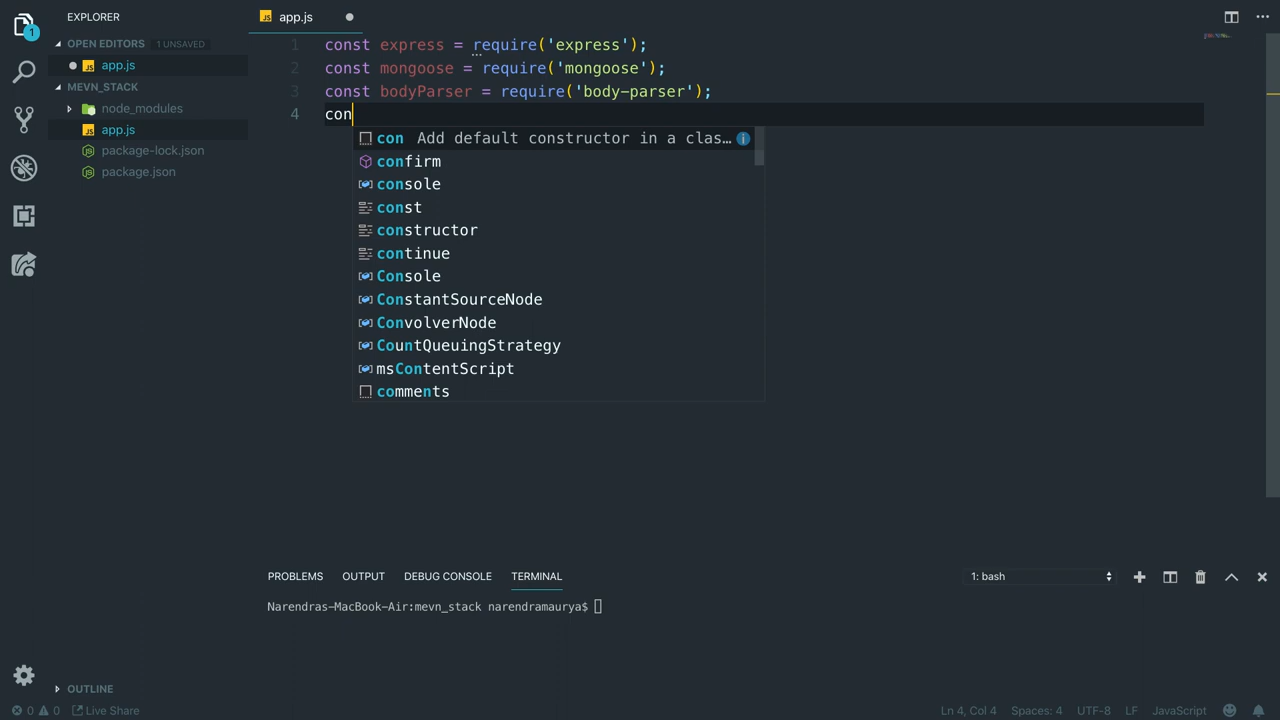 EXPLORER
app.js
OPEN EDITORS 1 UNSAVED
app.js
MEVN_STACK
node_modules
app.js
package-lock.json
package.json
1
1 const express = require('express');
2 const mongoose = require('mongoose');
3 const bodyParser = require('body-parser');
4 con
con Add default constructor in a clas…
confirm
console
const
constructor
continue
Console
ConstantSourceNode
ConvolverNode
CountQueuingStrategy
msContentScript
comments
PROBLEMS OUTPUT DEBUG CONSOLE TERMINAL 1: bash
Narendras-MacBook-Air:mevn_stack narendramaurya$
OUTLINE
0 0 Live Share Ln 4, Col 4 Spaces: 4 UTF-8 LF JavaScript